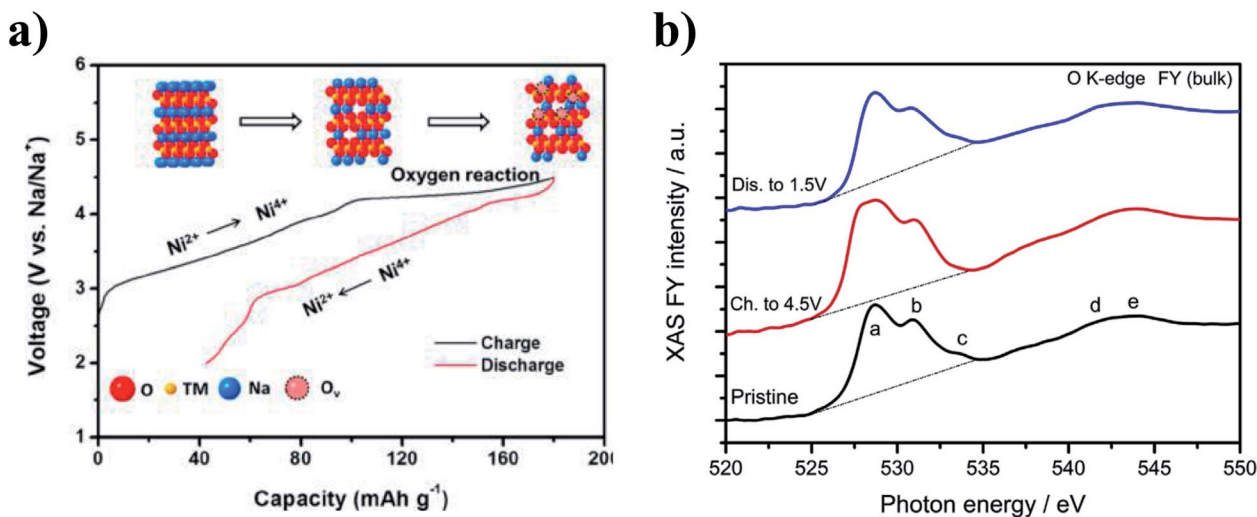 a)
Voltage (V vs. Na/Na⁺)
6
5
4
3
2
1
Oxygen reaction
Ni²⁺ → Ni⁴⁺
Ni²⁺ ← Ni⁴⁺
Charge
Discharge
O TM Na Oᵥ
0 40 80 120 160 200
Capacity (mAh g⁻¹)
b)
XAS FY intensity / a.u.
O K-edge FY (bulk)
Dis. to 1.5V
Ch. to 4.5V
a b c d e
Pristine
520 525 530 535 540 545 550
Photon energy / eV